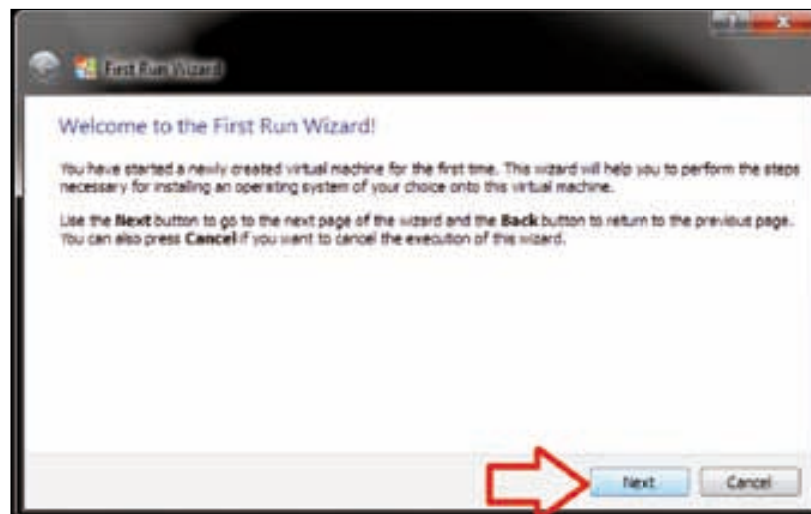 First Run Wizard
Welcome to the First Run Wizard!
You have started a newly created virtual machine for the first time. This wizard will help you to perform the steps
necessary for installing an operating system of your choice onto this virtual machine.
Use the Next button to go to the next page of the wizard and the Back button to return to the previous page.
You can also press Cancel if you want to cancel the execution of this wizard.
Next
Cancel